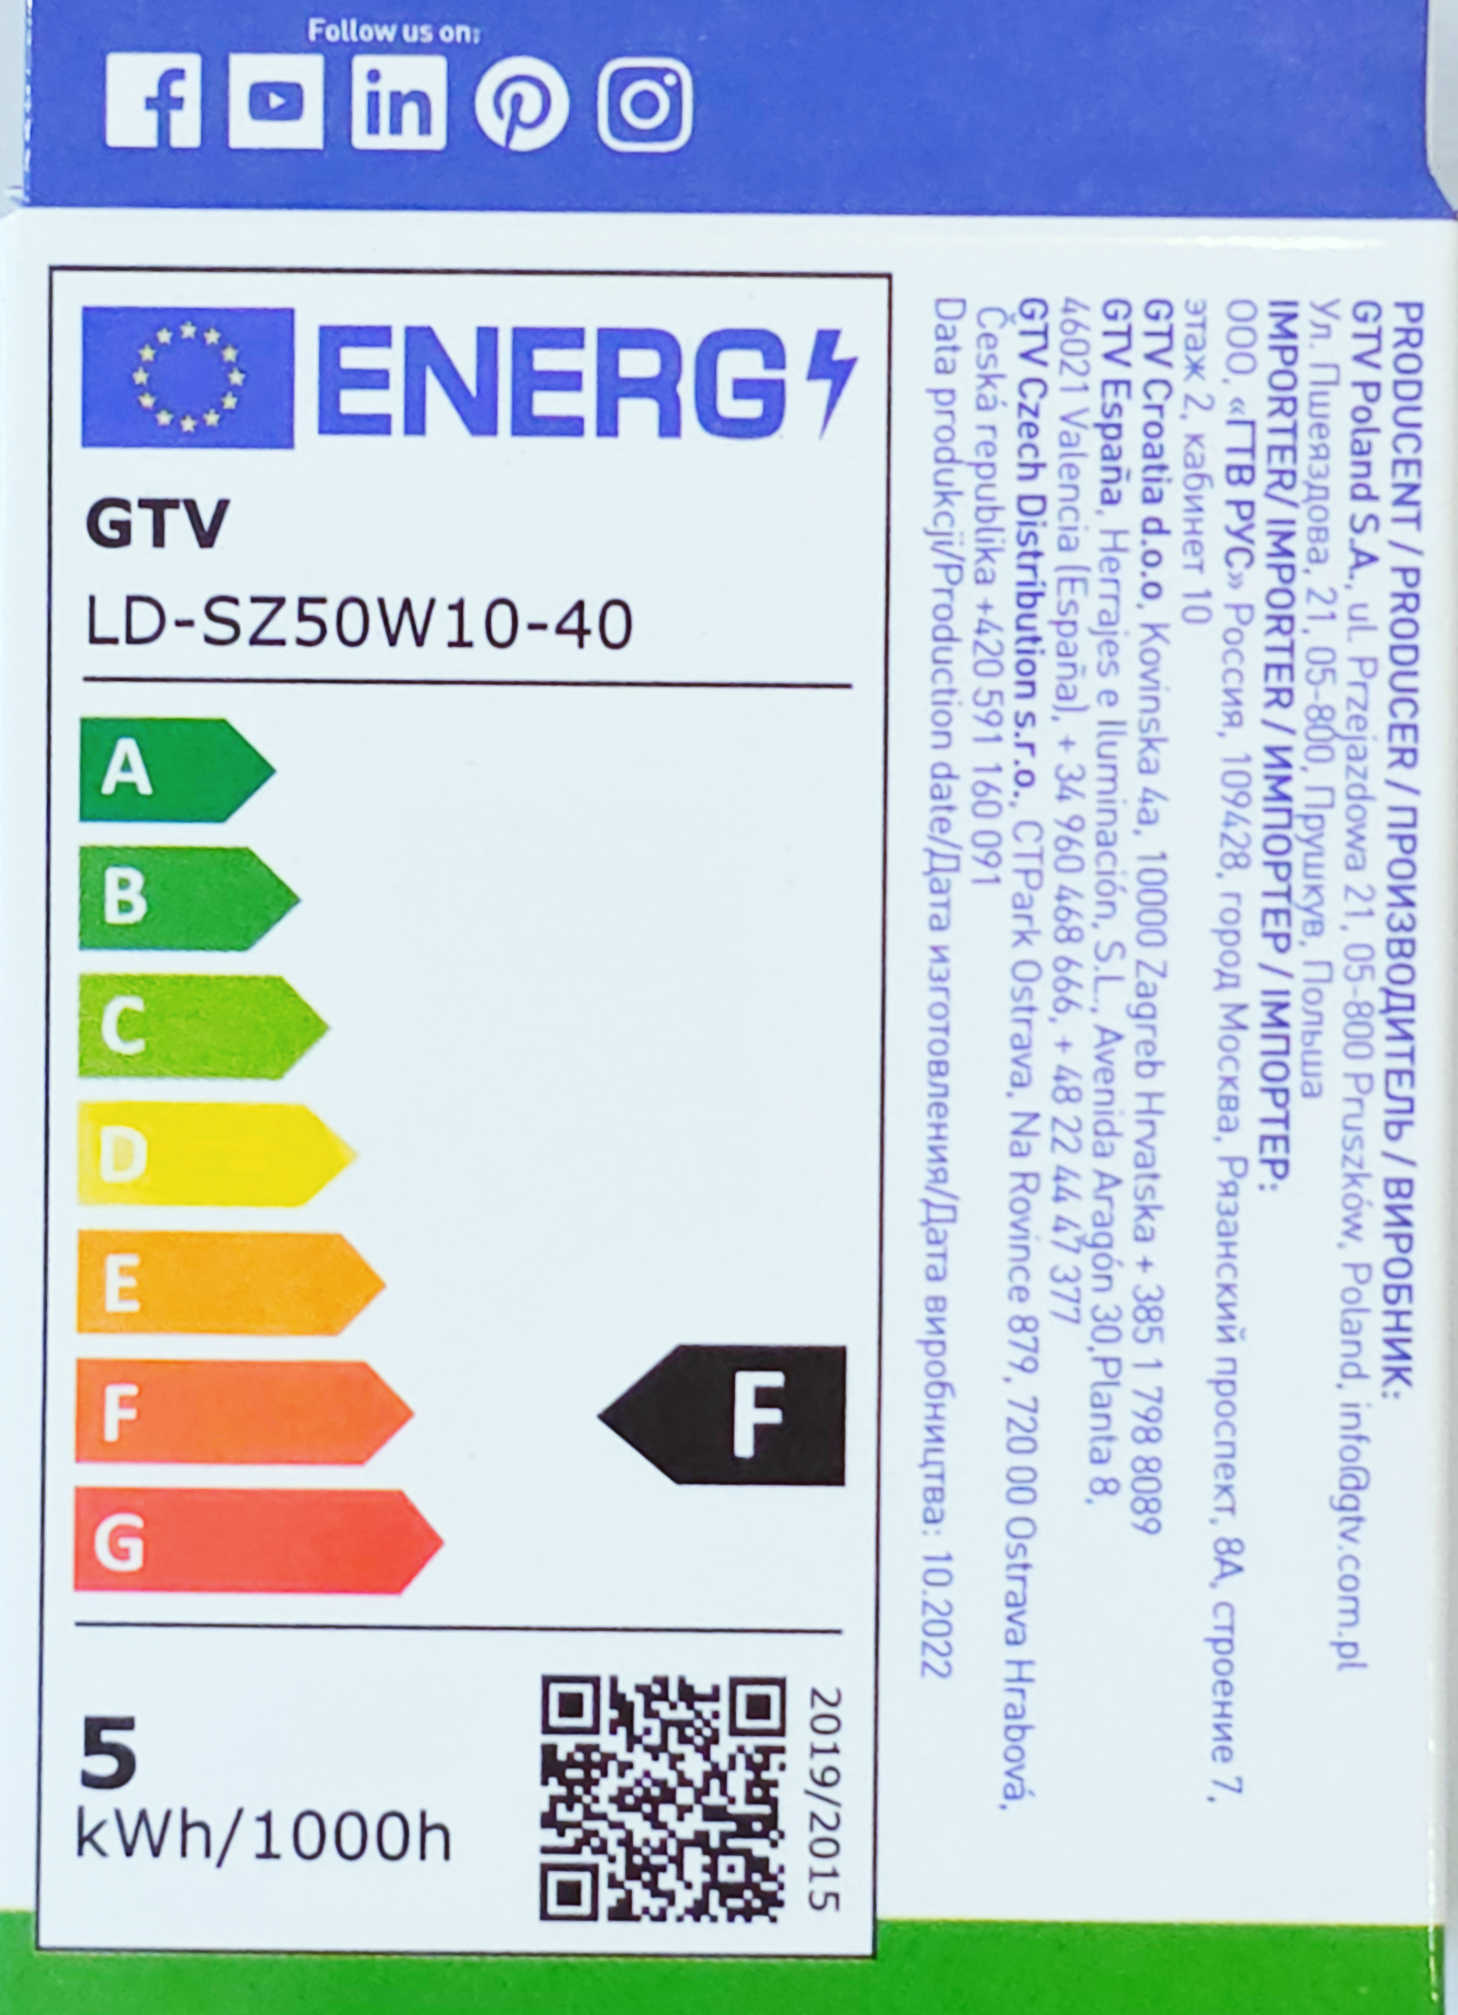 Follow us on:
ENERG
GTV
LD-SZ50W10-40
A
B
C
D
E
F
F
G
5
kWh/1000h
2019/2015
PRODUCENT / PRODUCER / ПРОИЗВОДИТЕЛЬ / ВИРОБНИК:
GTV Poland S.A., ul. Przejazdowa 21, 05-800 Pruszków, Poland, info@gtv.com.pl
Ул. Пшеяздова, 21, 05-800, Прушкув, Польша
IMPORTER/ IMPORTER / ИМПОРТЕР / ІМПОРТЕР:
ООО, «ГТВ РУС» Россия, 109428, город Москва, Рязанский проспект, 8А, строение 7,
этаж 2, кабинет 10
GTV Croatia d.o.o, Kovinska 4a, 10000 Zagreb Hrvatska + 385 1 798 8089
GTV España, Herrajes e Iluminación, S.L., Avenida Aragón 30,Planta 8,
46021 Valencia (España), + 34 960 468 666, + 48 22 44 47 377
GTV Czech Distribution s.r.o., CTPark Ostrava, Na Rovince 879, 720 00 Ostrava Hrabová,
Česká republika +420 591 160 091
Data produkcji/Production date/Дата изготовления/Дата виробництва: 10.2022